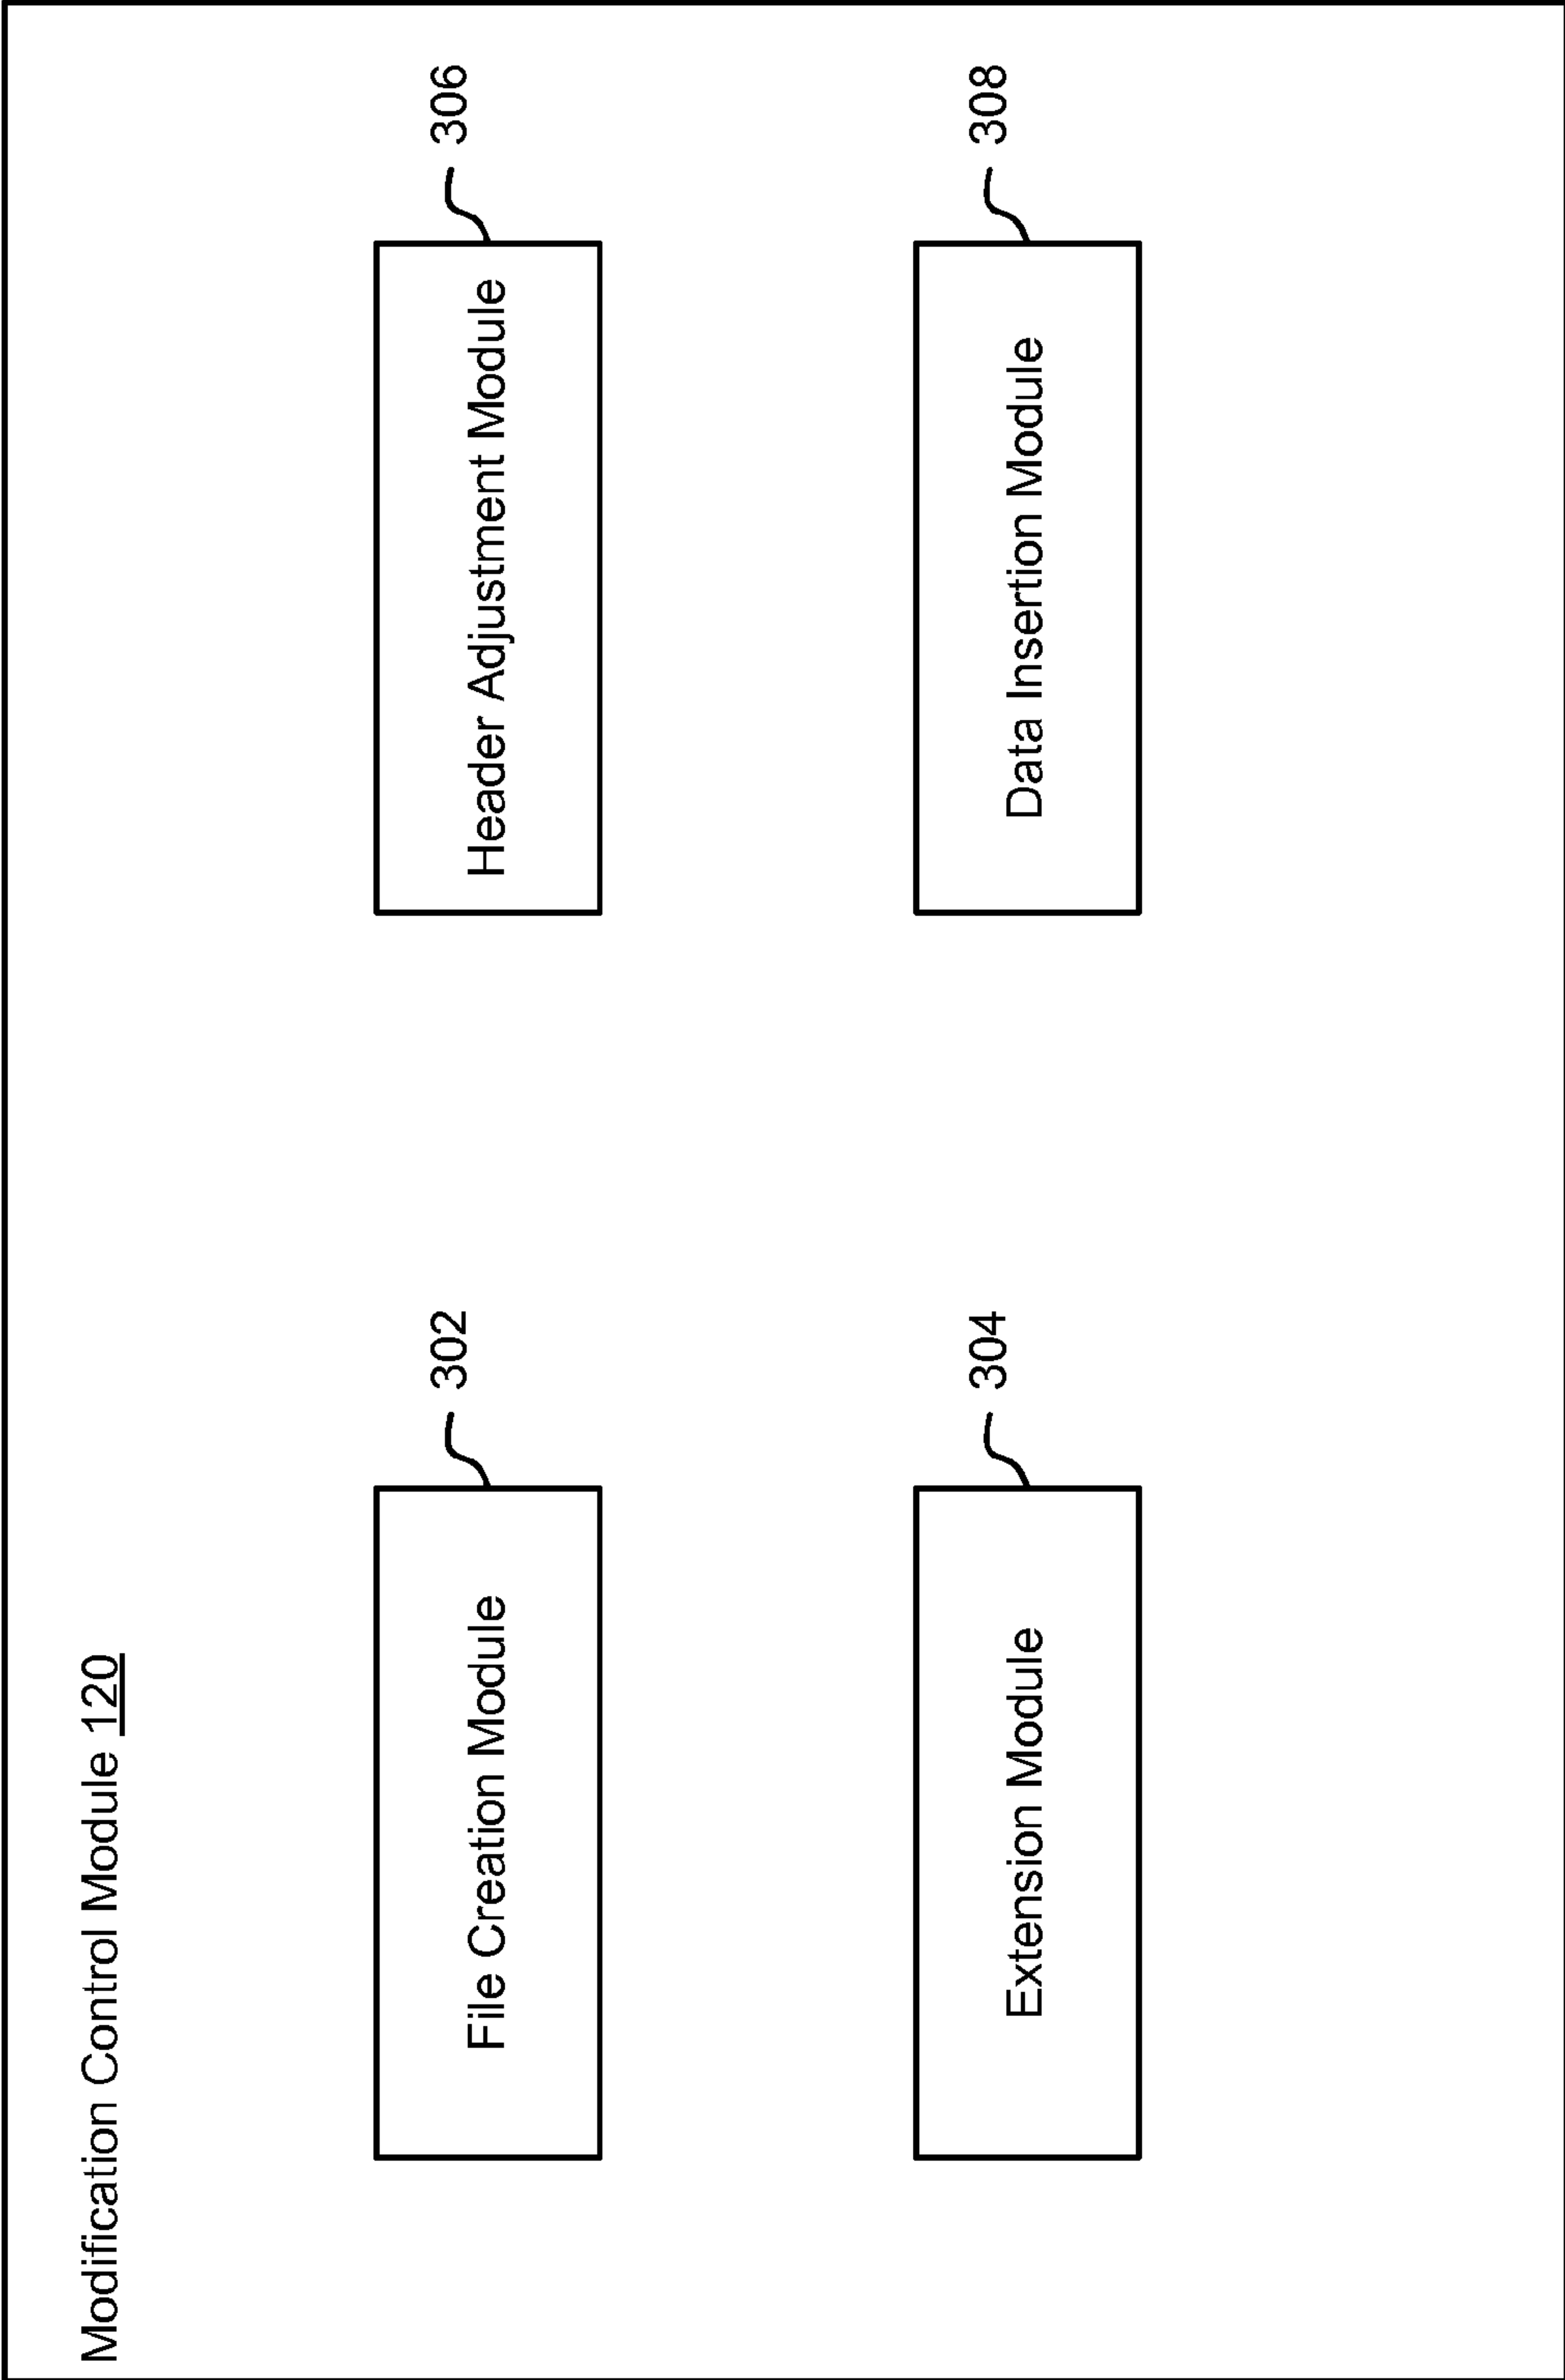 Modification Control Module 120
File Creation Module
302
Header Adjustment Module
306
Extension Module
304
Data Insertion Module
308